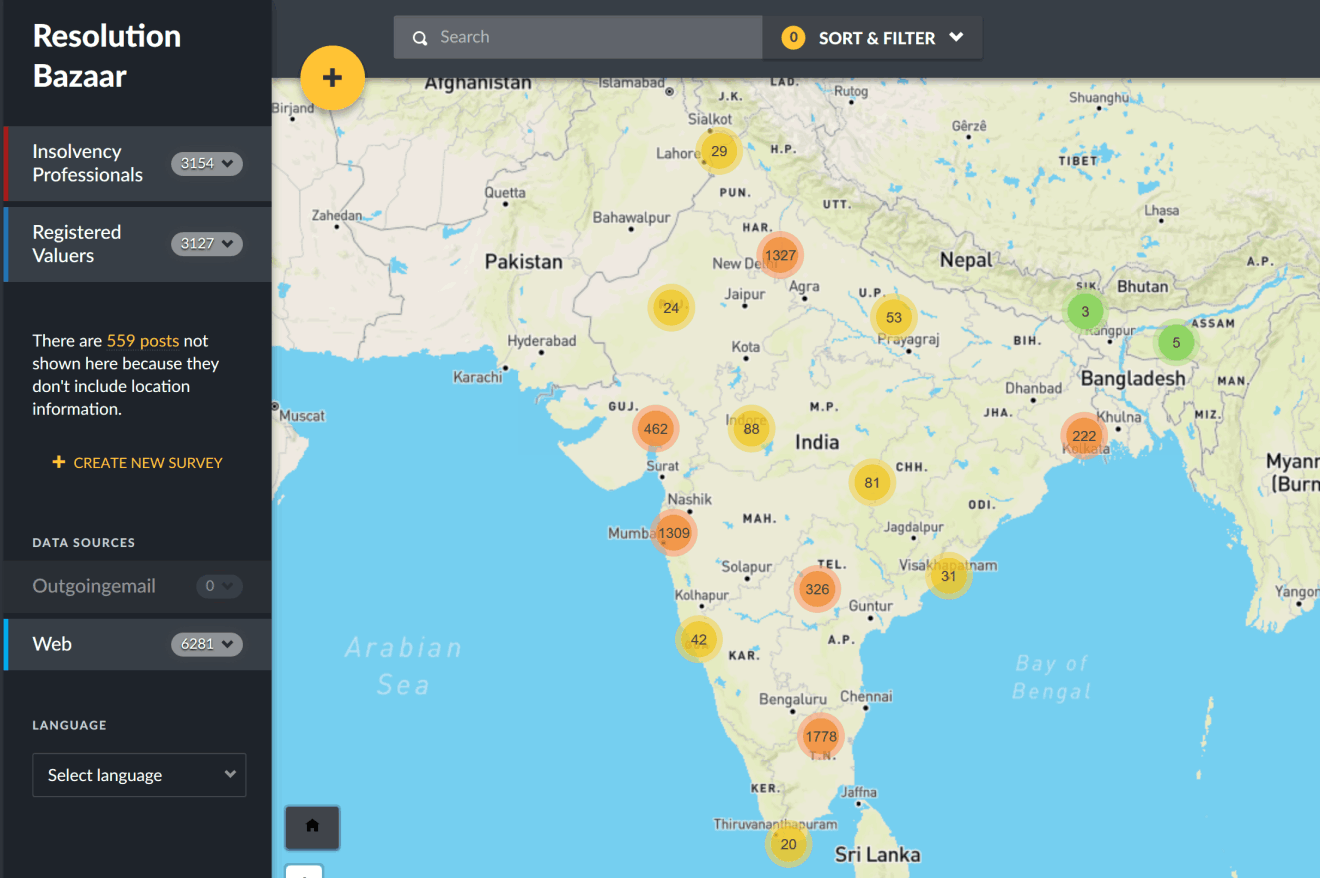 Resolution
Bazaar
+
Search
0 SORT & FILTER
Insolvency
Professionals
3154
Registered
Valuers
3127
There are 559 posts not
shown here because they
don't include location
information.
+ CREATE NEW SURVEY
DATA SOURCES
Outgoingemail 0
Web 6281
LANGUAGE
Select language
Afghanistan
Islamabad
LAD.
Rutog
J.K.
Shuanghu
Birjand
Sialkot
Gêrzê
Lahore
29
H.P.
TIBET
Quetta
PUN.
UTT.
Zahedan
Bahawalpur
Lhasa
HAR.
Pakistan
New Del
1327
Nepal
A.P.
Jaipur
Agra
U.P.
SIK.
Bhutan
24
53
3
Rangpur
ASSAM
Hyderabad
Kota
Prayagraj
BIH.
5
Karachi
Dhanbad
Bangladesh
MAN.
Muscat
GUJ.
Indore
M.P.
JHA.
Khulna
MIZ.
462
88
India
222
Kolkata
Surat
CHH.
Myanm
(Burn
81
Nashik
MAH.
ODI.
Jagdalpur
Mumba
1309
Solapur
TEL.
Visakhapatnam
31
326
Kolhapur
Guntur
Yangon
42
A.P.
KAR.
Arabian
Sea
Bay of
Bengal
Bengaluru
Chennai
1778
T.N.
KER.
Jaffna
Thiruvananthapuram
20
Sri Lanka